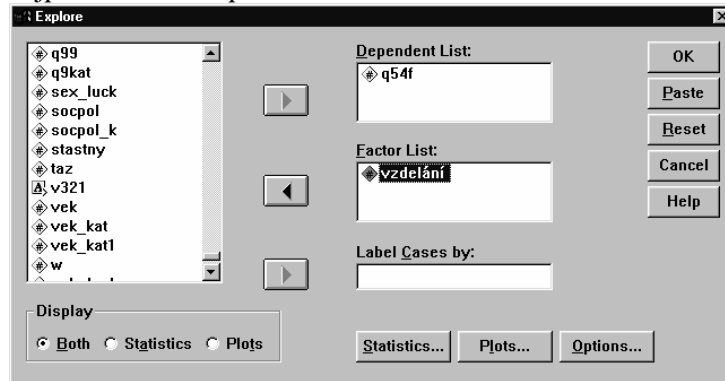 Explore
q99
q9kat
sex_luck
socpol
socpol_k
stastny
taz
v321
vek
vek_kat
vek_kat1
w
Dependent List:
q54f
Factor List:
vzdelání
Label Cases by:
OK
Paste
Reset
Cancel
Help
Display
Both Statistics Plots
Statistics... Plots... Options...